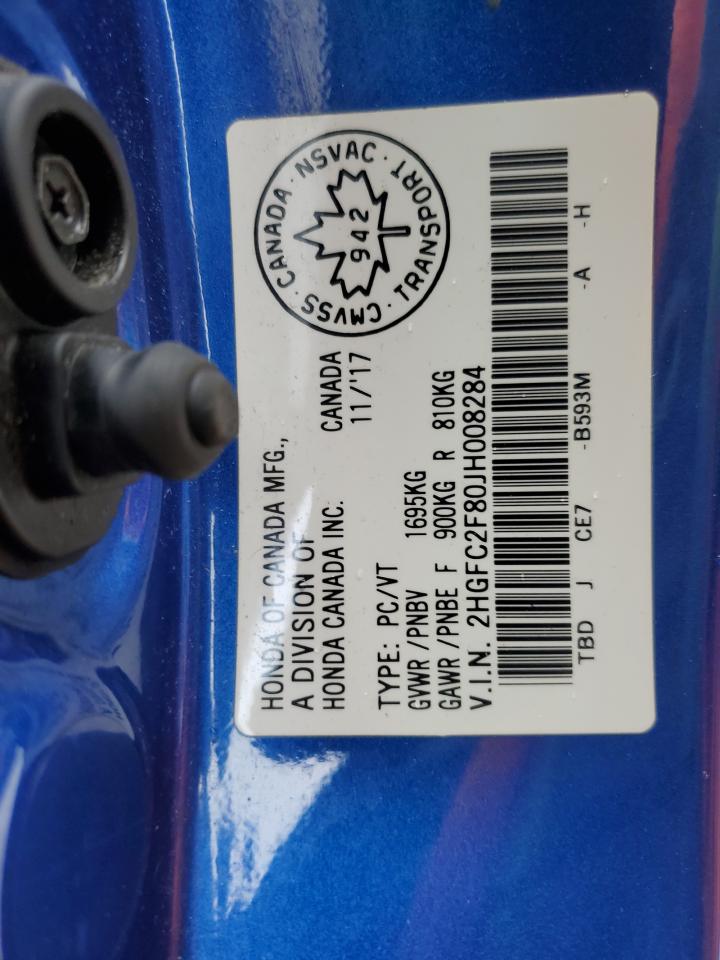 HONDA OF CANADA MFG.,
A DIVISION OF
HONDA CANADA INC.
CANADA
11/'17
CANADA · NSVAC · TRANSPORT · CMVSS ·
942
TYPE: PC/VT
GVWR /PNBV 1695KG
GAWR /PNBE F 900KG R 810KG
V.I.N. 2HGFC2F80JH008284
TBD J CE7 -B593M -A -H